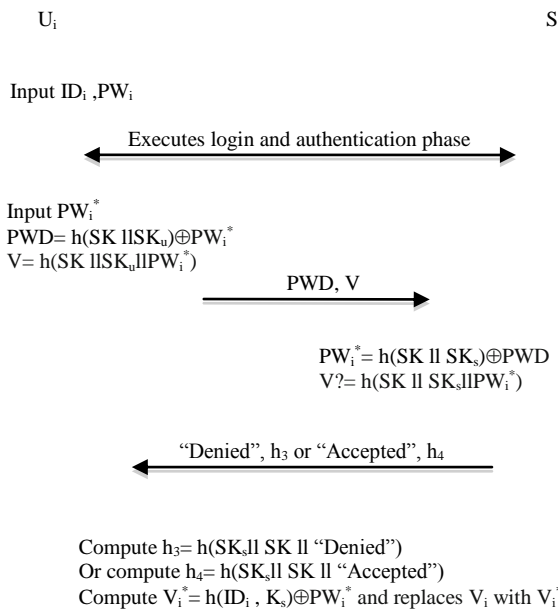 Uᵢ S
Input IDᵢ ,PWᵢ
Executes login and authentication phase
Input PWᵢ*
PWD= h(SK llSKᵤ)⊕PWᵢ*
V= h(SK llSKᵤllPWᵢ*)
PWD, V
PWᵢ*= h(SK ll SKₛ)⊕PWD
V?= h(SK ll SKₛllPWᵢ*)
“Denied”, h₃ or “Accepted”, h₄
Compute h₃= h(SKₛll SK ll “Denied”)
Or compute h₄= h(SKₛll SK ll “Accepted”)
Compute Vᵢ*= h(IDᵢ , Kₛ)⊕PWᵢ* and replaces Vᵢ with Vᵢ*